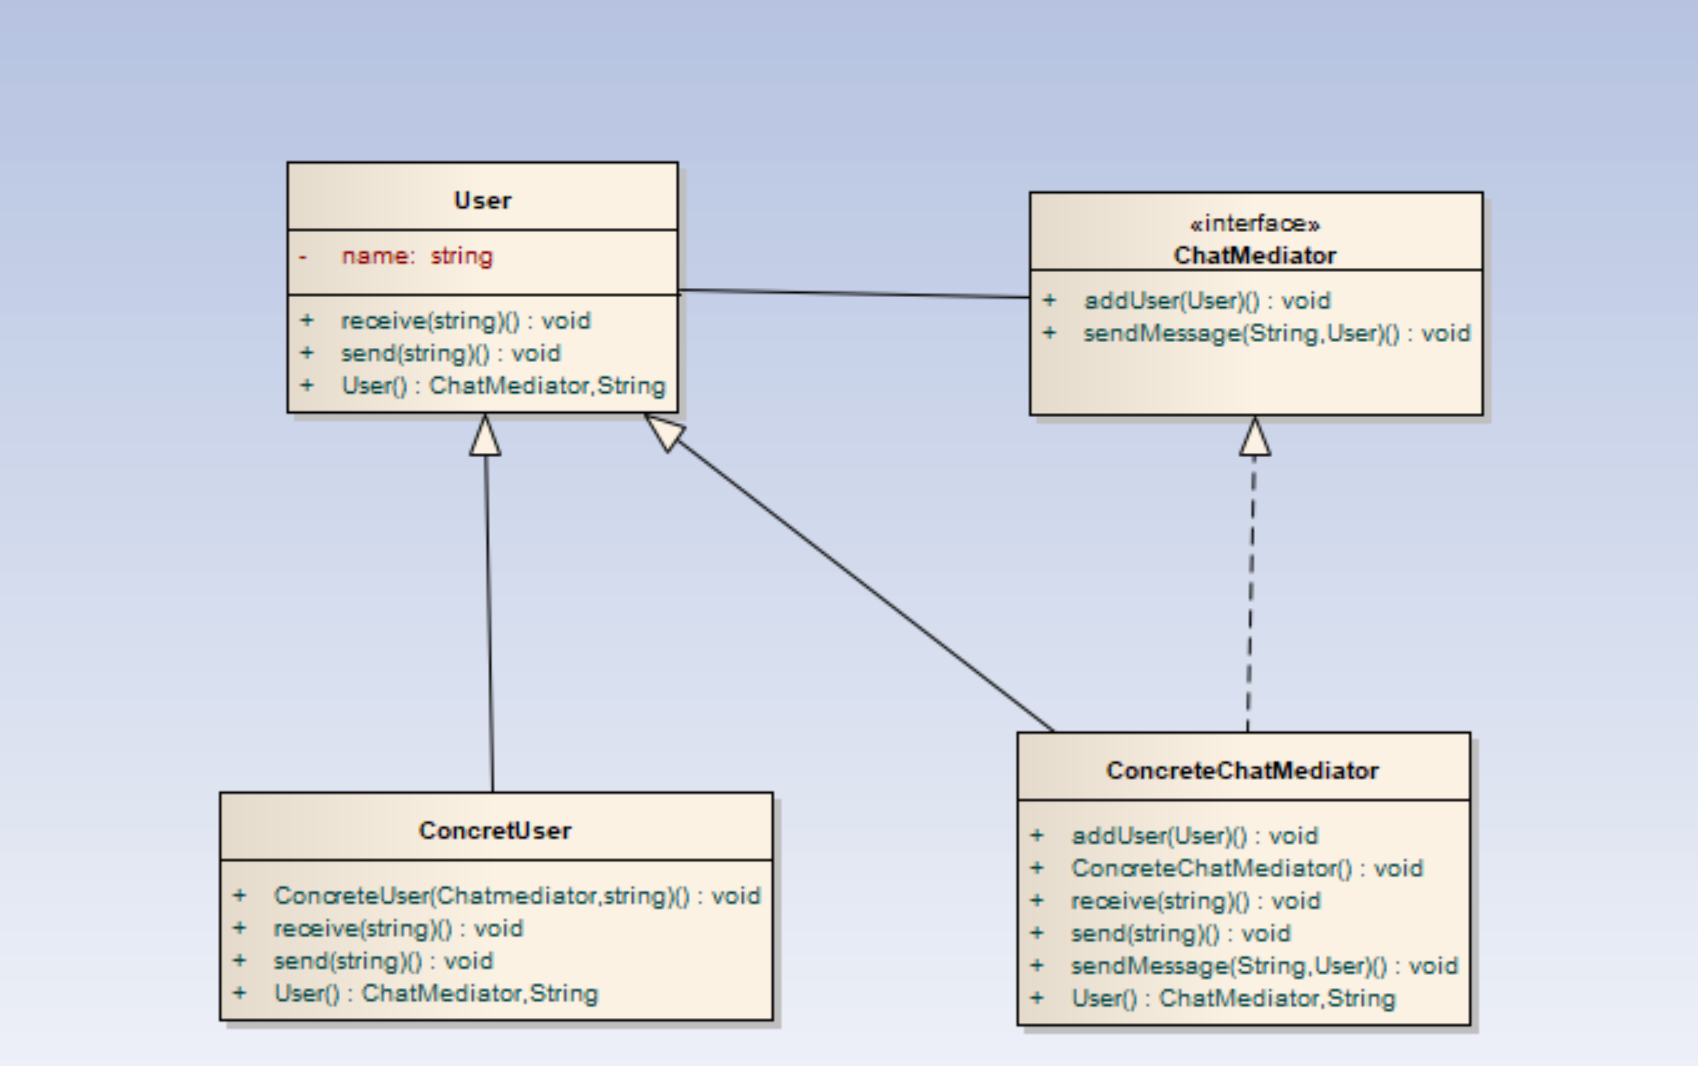 User
- name: string
+ receive(string)() : void
+ send(string)() : void
+ User() : ChatMediator,String
«interface»
ChatMediator
+ addUser(User)() : void
+ sendMessage(String,User)() : void
ConcretUser
+ ConcreteUser(Chatmediator,string)() : void
+ receive(string)() : void
+ send(string)() : void
+ User() : ChatMediator,String
ConcreteChatMediator
+ addUser(User)() : void
+ ConcreteChatMediator() : void
+ receive(string)() : void
+ send(string)() : void
+ sendMessage(String,User)() : void
+ User() : ChatMediator,String